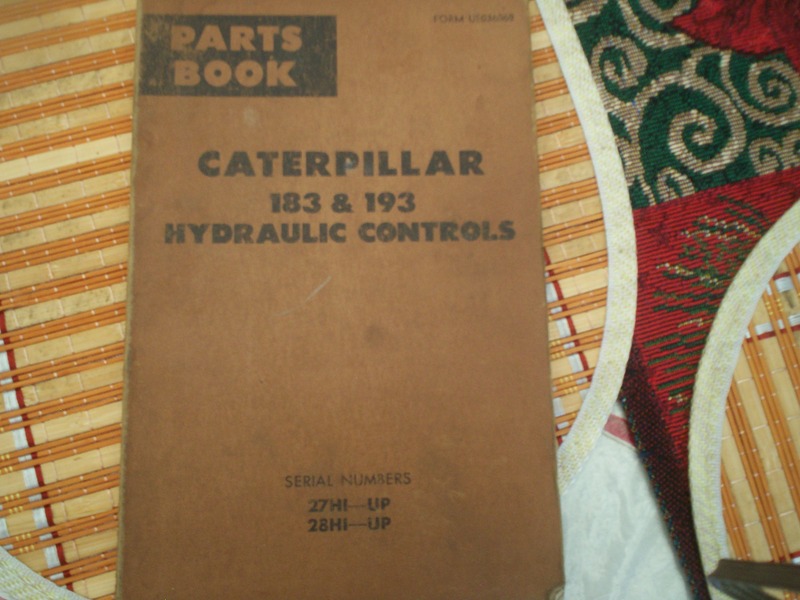 PARTS
BOOK
FORM
CATERPILLAR
183 & 193
HYDRAULIC CONTROLS
SERIAL NUMBERS
27H1—UP
28H1—UP